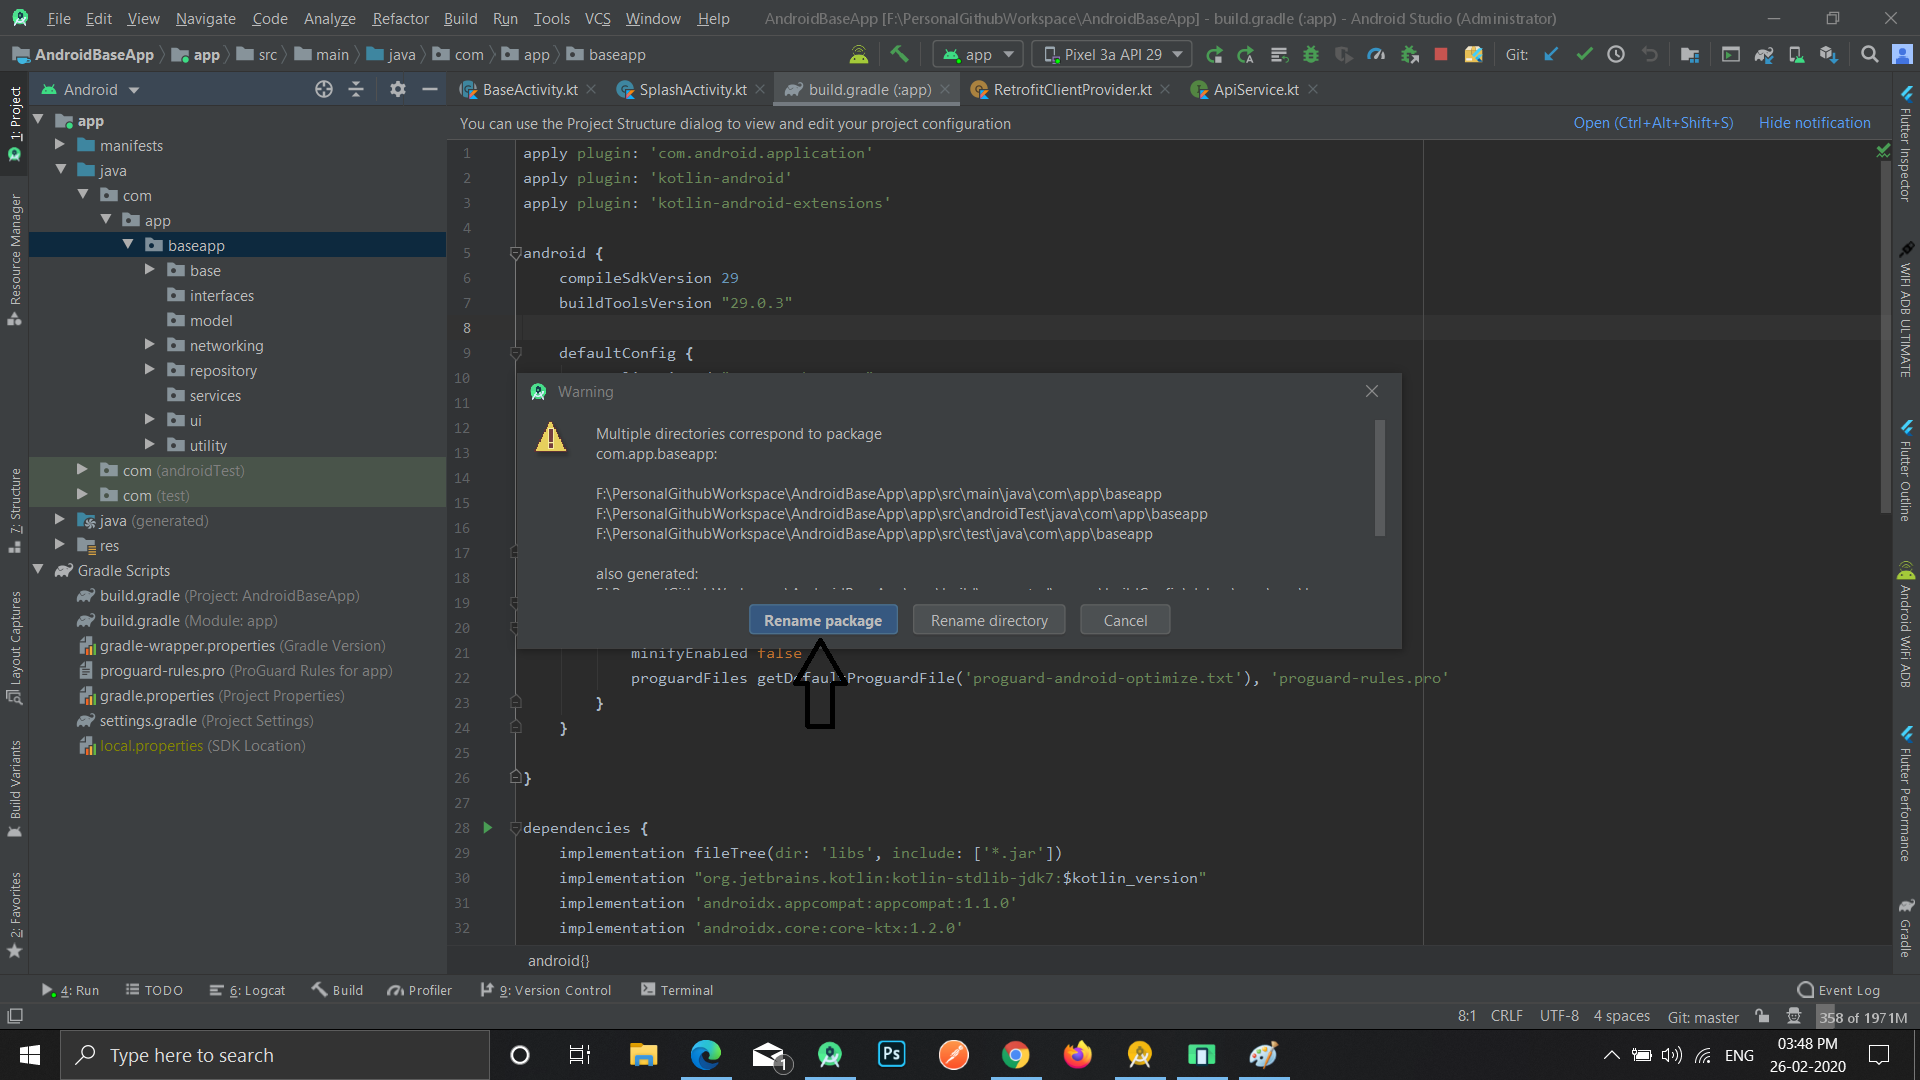 File Edit View Navigate Code Analyze Refactor Build Run Tools VCS Window Help AndroidBaseApp [F:\PersonalGithubWorkspace\AndroidBaseApp] - build.gradle (:app) - Android Studio (Administrator)
AndroidBaseApp app src main java com app baseapp app Pixel 3a API 29 Git:
Android BaseActivity.kt SplashActivity.kt build.gradle (:app) RetrofitClientProvider.kt ApiService.kt
You can use the Project Structure dialog to view and edit your project configuration Open (Ctrl+Alt+Shift+S) Hide notification
1: Project
Resource Manager
7: Structure
Layout Captures
Build Variants
2: Favorites
app
manifests
java
com
app
baseapp
base
interfaces
model
networking
repository
services
ui
utility
com (androidTest)
com (test)
java (generated)
res
Gradle Scripts
build.gradle (Project: AndroidBaseApp)
build.gradle (Module: app)
gradle-wrapper.properties (Gradle Version)
proguard-rules.pro (ProGuard Rules for app)
gradle.properties (Project Properties)
settings.gradle (Project Settings)
local.properties (SDK Location)
1 apply plugin: 'com.android.application'
2 apply plugin: 'kotlin-android'
3 apply plugin: 'kotlin-android-extensions'
4
5 android {
6 compileSdkVersion 29
7 buildToolsVersion "29.0.3"
8
9 defaultConfig {
10
11
12
13
14
15
16
17
18
19
20
Warning
Multiple directories correspond to package
com.app.baseapp:
F:\PersonalGithubWorkspace\AndroidBaseApp\app\src\main\java\com\app\baseapp
F:\PersonalGithubWorkspace\AndroidBaseApp\app\src\androidTest\java\com\app\baseapp
F:\PersonalGithubWorkspace\AndroidBaseApp\app\src\test\java\com\app\baseapp
also generated:
Rename package Rename directory Cancel
21 minifyEnabled false
22 proguardFiles getDefaultProguardFile('proguard-android-optimize.txt'), 'proguard-rules.pro'
23 }
24 }
25
26 }
27
28 dependencies {
29 implementation fileTree(dir: 'libs', include: ['*.jar'])
30 implementation "org.jetbrains.kotlin:kotlin-stdlib-jdk7:$kotlin_version"
31 implementation 'androidx.appcompat:appcompat:1.1.0'
32 implementation 'androidx.core:core-ktx:1.2.0'
android{}
Flutter Inspector
WIFI ADB ULTIMATE
Flutter Outline
Android WiFi ADB
Flutter Performance
Gradle
4: Run TODO 6: Logcat Build Profiler 9: Version Control Terminal Event Log
8:1 CRLF UTF-8 4 spaces Git: master 358 of 1971M
Type here to search 1 Ps ENG 03:48 PM
26-02-2020